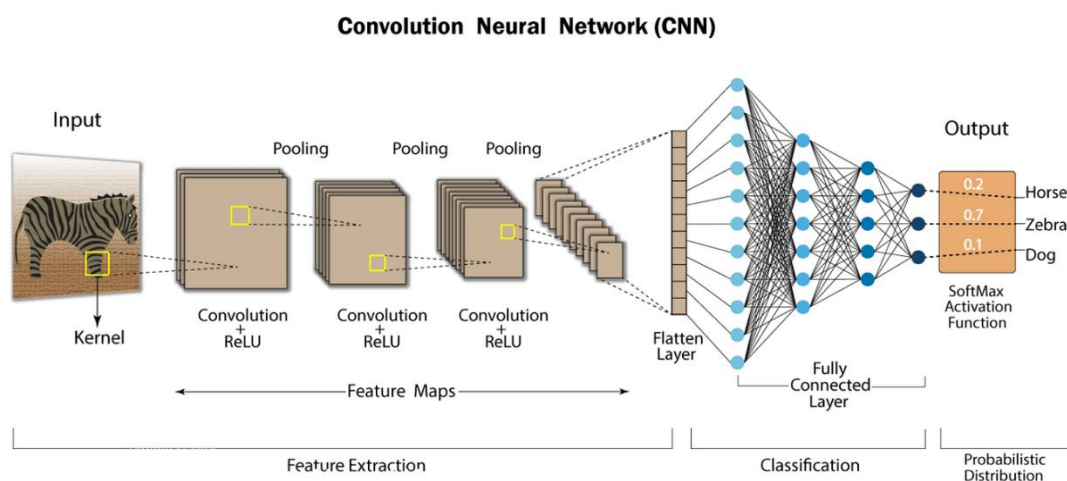 Convolution Neural Network (CNN)
Input
Kernel
Pooling
Pooling
Pooling
Convolution
+
ReLU
Convolution
+
ReLU
Convolution
+
ReLU
Feature Maps
Flatten
Layer
Fully
Connected
Layer
Output
0.2
Horse
0.7
Zebra
0.1
Dog
SoftMax
Activation
Function
Feature Extraction
Classification
Probabilistic
Distribution